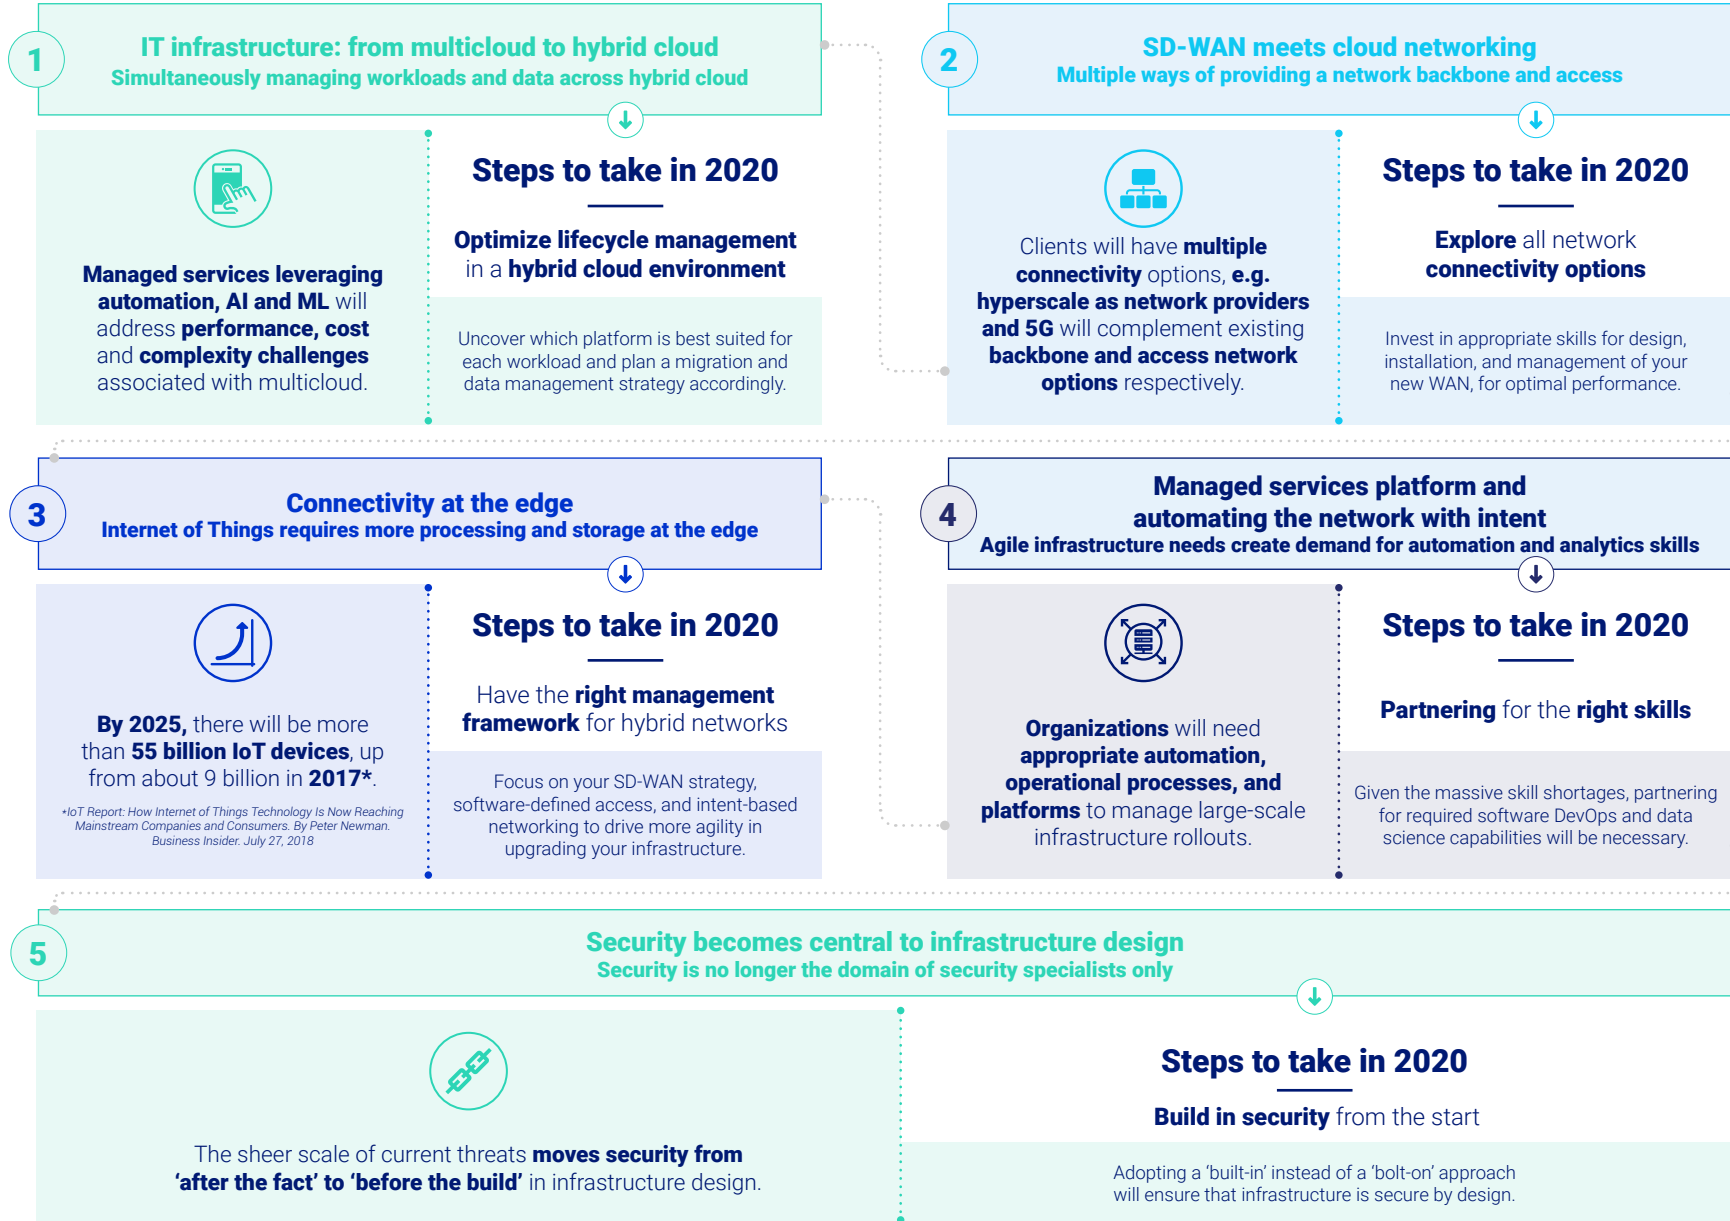 1
IT infrastructure: from multicloud to hybrid cloud
Simultaneously managing workloads and data across hybrid cloud
Managed services leveraging
automation, AI and ML will
address performance, cost
and complexity challenges
associated with multicloud.
Steps to take in 2020
Optimize lifecycle management
in a hybrid cloud environment
Uncover which platform is best suited for
each workload and plan a migration and
data management strategy accordingly.
2
SD-WAN meets cloud networking
Multiple ways of providing a network backbone and access
Clients will have multiple
connectivity options, e.g.
hyperscale as network providers
and 5G will complement existing
backbone and access network
options respectively.
Steps to take in 2020
Explore all network
connectivity options
Invest in appropriate skills for design,
installation, and management of your
new WAN, for optimal performance.
3
Connectivity at the edge
Internet of Things requires more processing and storage at the edge
By 2025, there will be more
than 55 billion IoT devices, up
from about 9 billion in 2017*.
*IoT Report: How Internet of Things Technology Is Now Reaching
Mainstream Companies and Consumers. By Peter Newman.
Business Insider. July 27, 2018
Steps to take in 2020
Have the right management
framework for hybrid networks
Focus on your SD-WAN strategy,
software-defined access, and intent-based
networking to drive more agility in
upgrading your infrastructure.
4
Managed services platform and
automating the network with intent
Agile infrastructure needs create demand for automation and analytics skills
Organizations will need
appropriate automation,
operational processes, and
platforms to manage large-scale
infrastructure rollouts.
Steps to take in 2020
Partnering for the right skills
Given the massive skill shortages, partnering
for required software DevOps and data
science capabilities will be necessary.
5
Security becomes central to infrastructure design
Security is no longer the domain of security specialists only
The sheer scale of current threats moves security from
‘after the fact’ to ‘before the build’ in infrastructure design.
Steps to take in 2020
Build in security from the start
Adopting a ‘built-in’ instead of a ‘bolt-on’ approach
will ensure that infrastructure is secure by design.